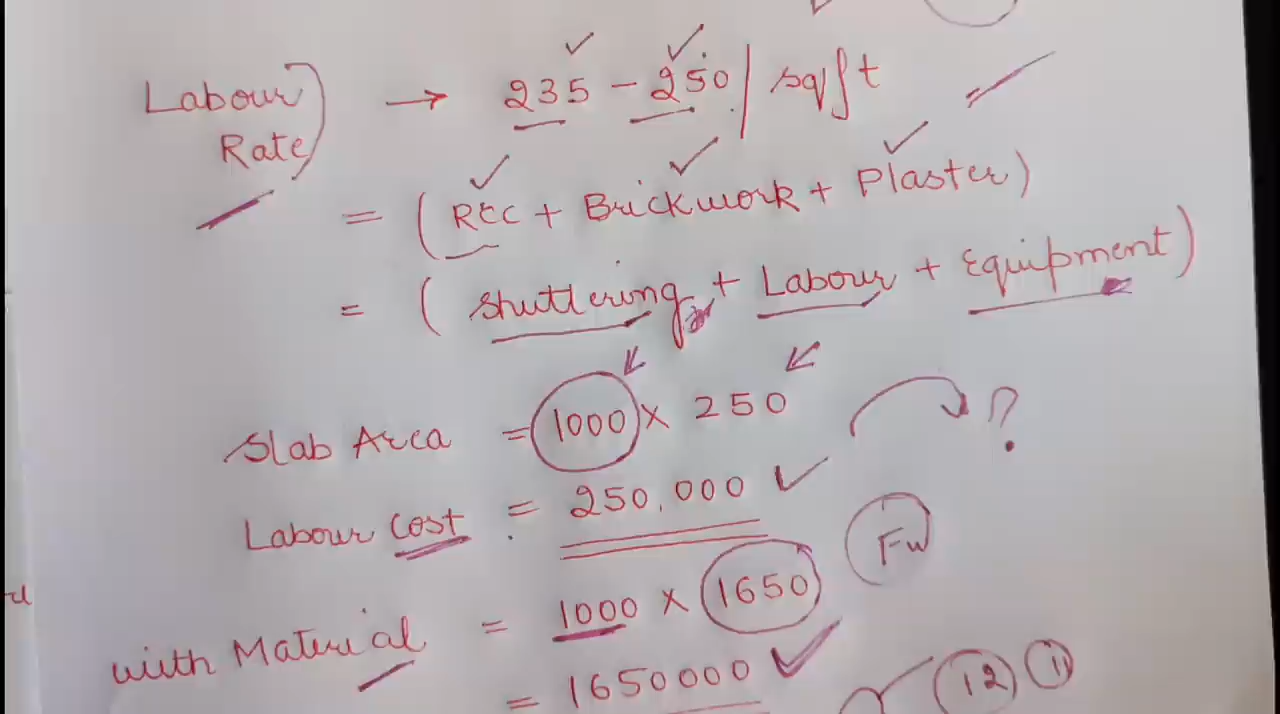 Labour Rate → 235 - 250/sqft
= (RCC + Brickwork + Plaster)
= (Shuttering + Labour + Equipment)
Slab Area = 1000 x 250 ?
Labour Cost = 250,000
with Material = 1000 x 1650
= 1650000
12 11